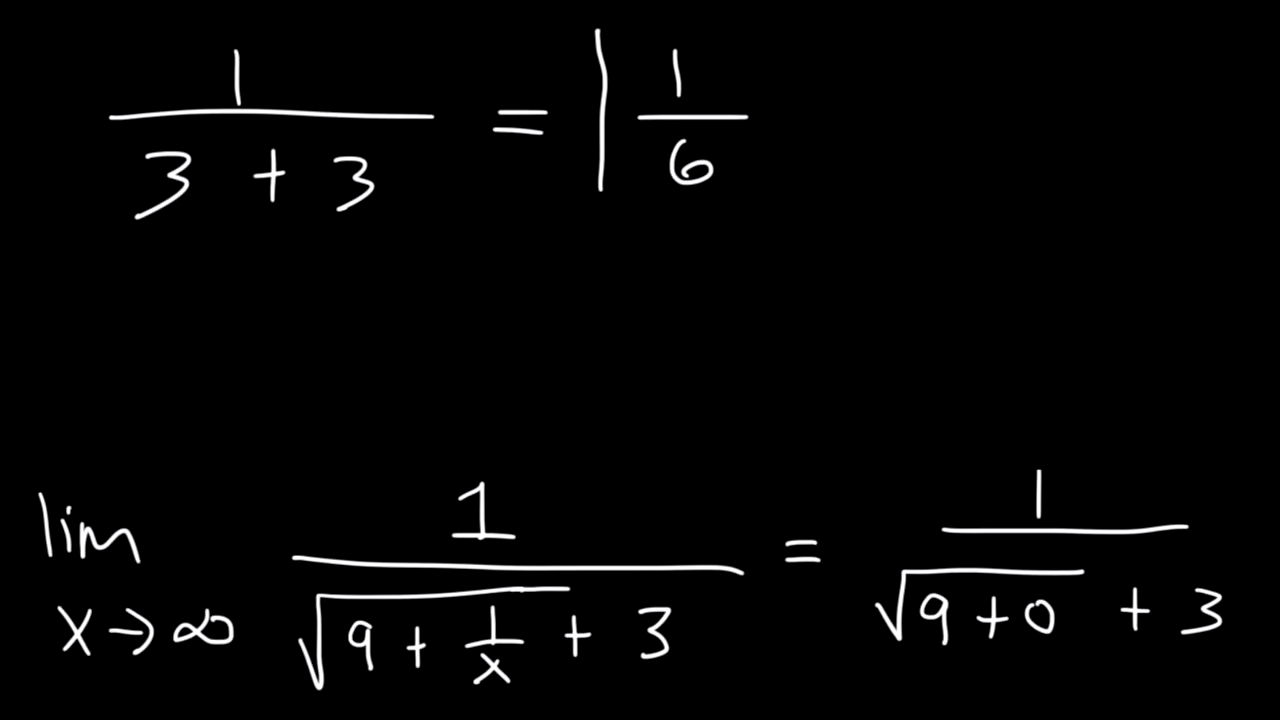 1/(3 + 3) = | 1/6
lim x→∞ 1/(√(9 + 1/x) + 3) = 1/(√(9+0) + 3)